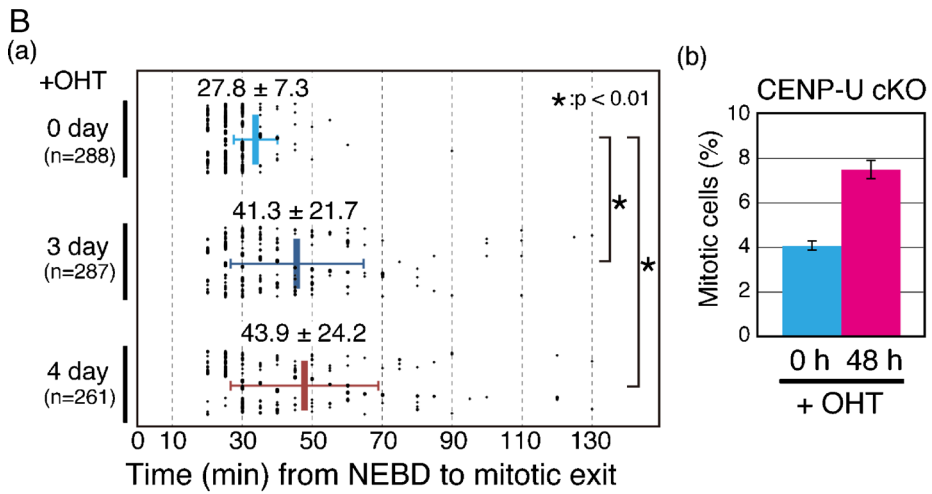 B
(a)
+OHT
27.8 ± 7.3
*:p < 0.01
0 day
(n=288)
*
41.3 ± 21.7
3 day
(n=287)
*
43.9 ± 24.2
4 day
(n=261)
0 10 30 50 70 90 110 130
Time (min) from NEBD to mitotic exit
(b)
CENP-U cKO
Mitotic cells (%)
10
8
6
4
2
0
0 h 48 h
+ OHT